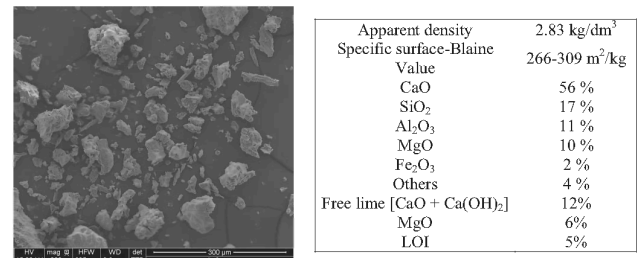 HV mag HFW WD det
300 µm
Apparent density 2.83 kg/dm³
Specific surface-Blaine
Value 266-309 m²/kg
CaO 56 %
SiO₂ 17 %
Al₂O₃ 11 %
MgO 10 %
Fe₂O₃ 2 %
Others 4 %
Free lime [CaO + Ca(OH)₂] 12%
MgO 6%
LOI 5%